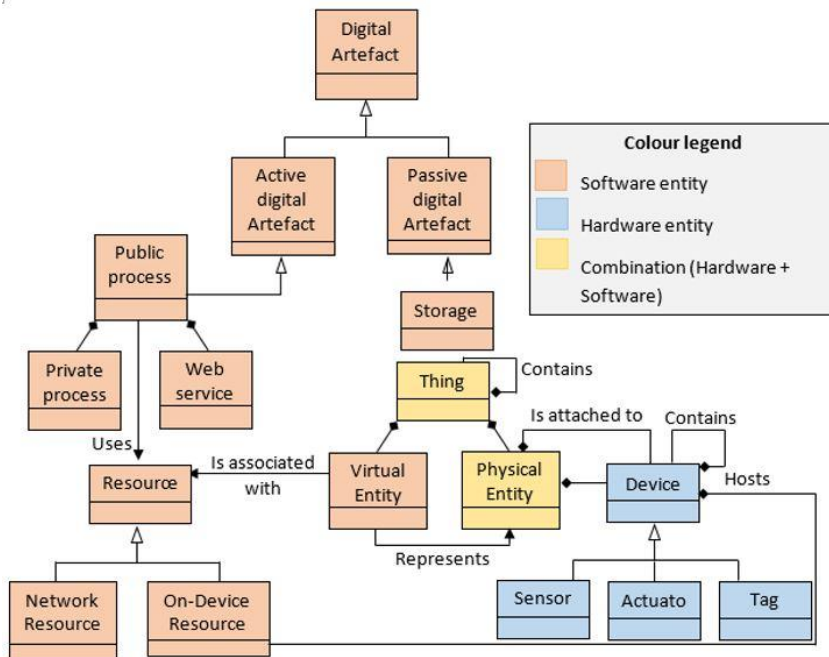 Digital
Artefact
Colour legend
Software entity
Hardware entity
Combination (Hardware +
Software)
Active
digital
Artefact
Passive
digital
Artefact
Public
process
Storage
Private
process
Web
service
Thing
Contains
Is attached to
Contains
Uses
Resource
Is associated
with
Virtual
Entity
Physical
Entity
Device
Hosts
Represents
Network
Resource
On-Device
Resource
Sensor
Actuato
Tag